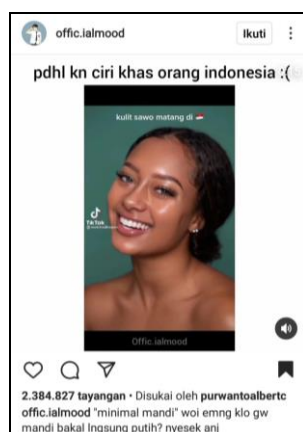 offic.ialmood
Ikuti
pdhl kn ciri khas orang indonesia :(
kulit sawo matang di 🇮🇩
TikTok
Offic.ialmood
2.384.827 tayangan • Disukai oleh purwantoalbertc
offic.ialmood "minimal mandi" woi emng klo gw
mandi bakal lngsung putih? nyesek anj